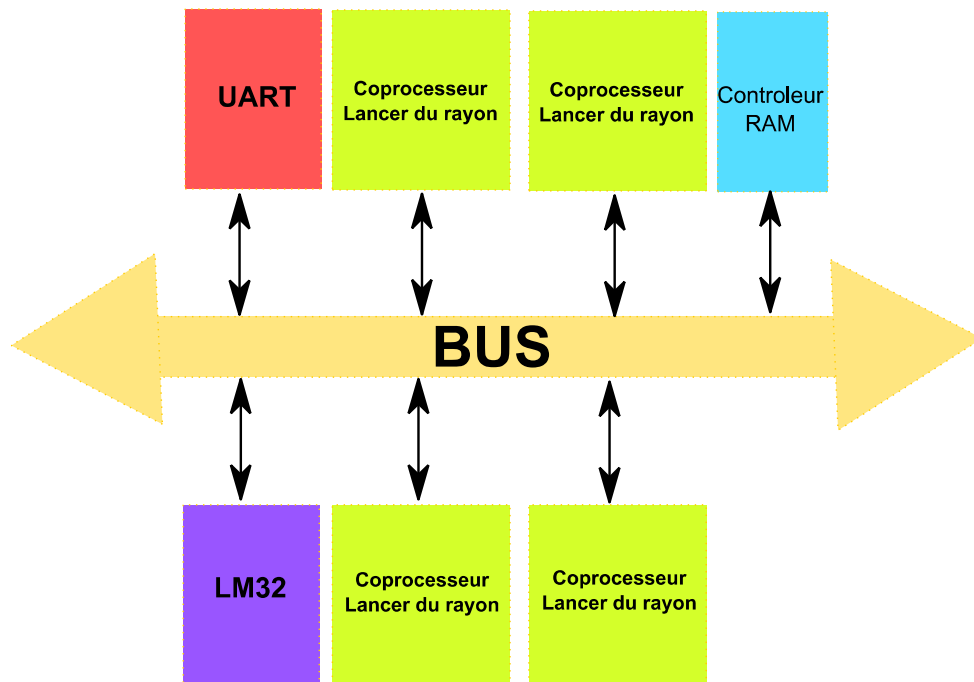 UART
Coprocesseur
Lancer du rayon
Coprocesseur
Lancer du rayon
Controleur
RAM
BUS
LM32
Coprocesseur
Lancer du rayon
Coprocesseur
Lancer du rayon